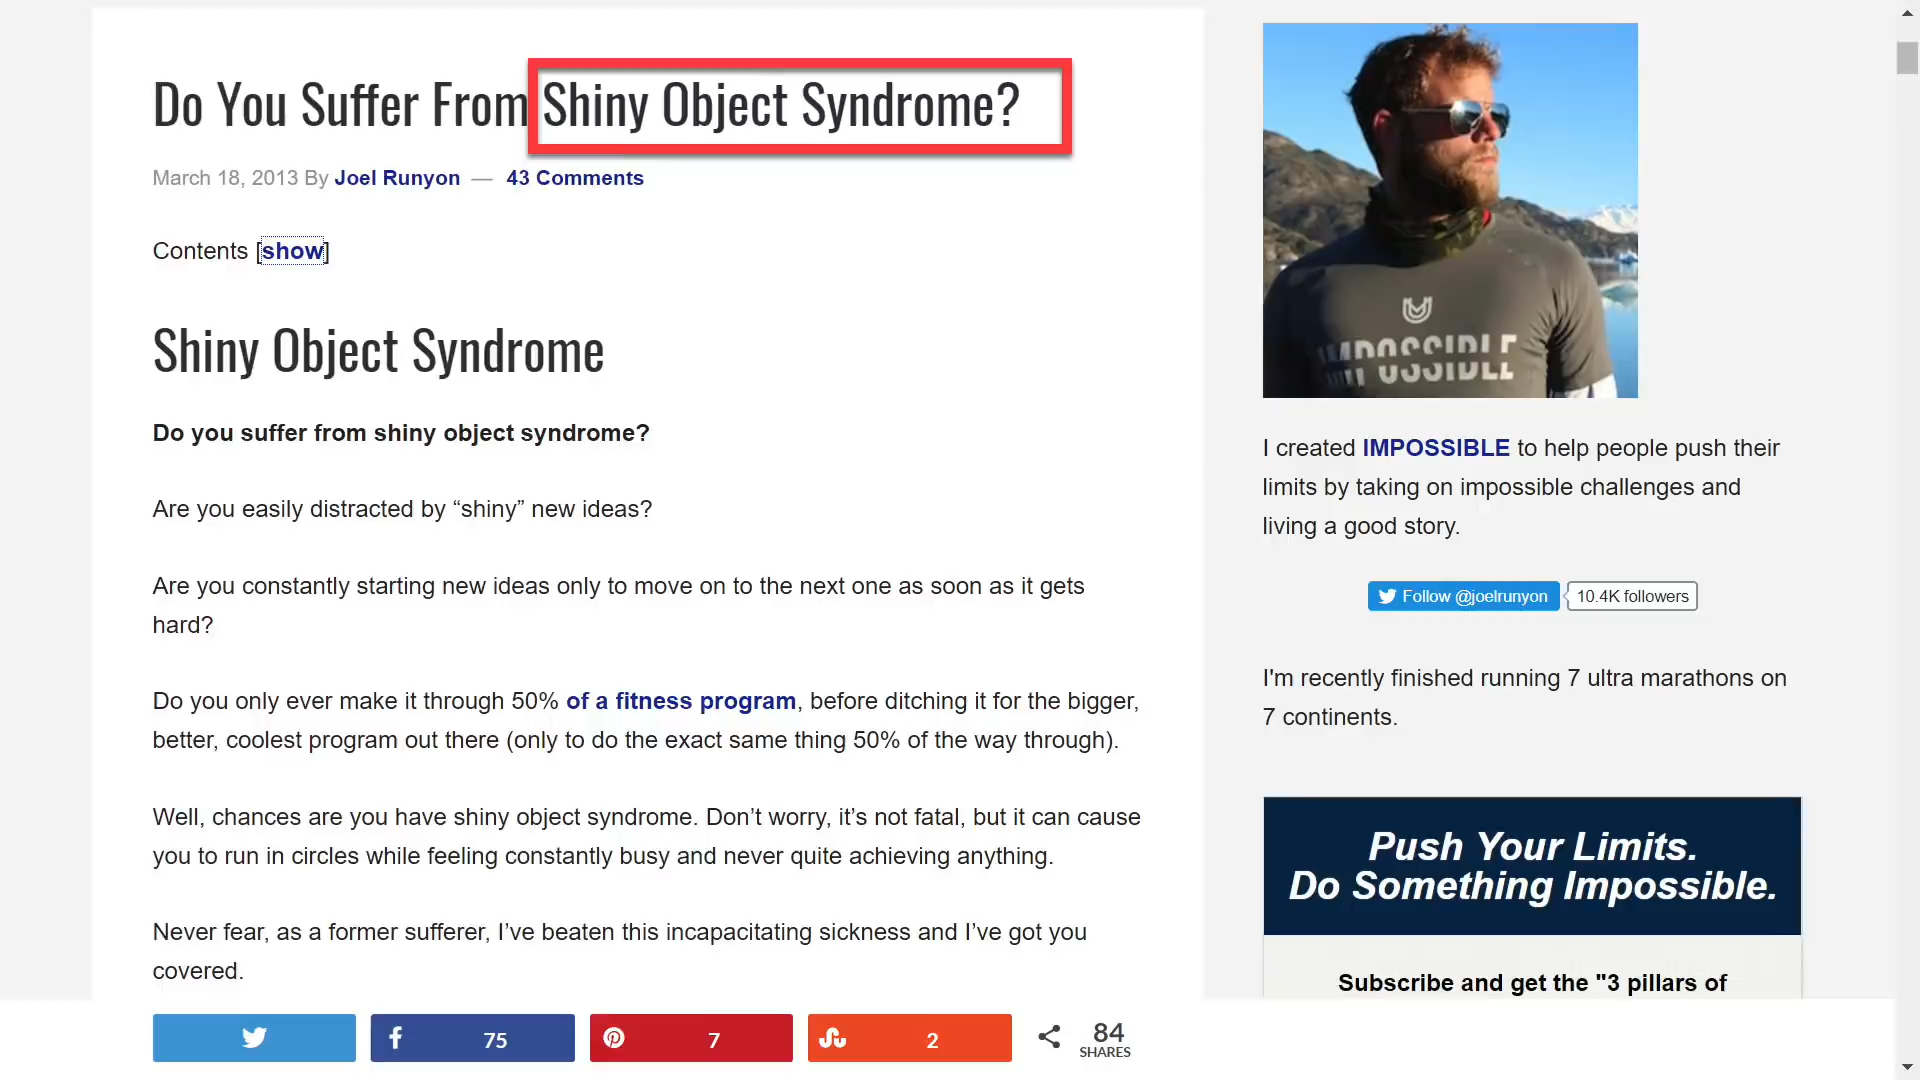 Do You Suffer From Shiny Object Syndrome?
March 18, 2013 By Joel Runyon — 43 Comments
Contents [show]
Shiny Object Syndrome
Do you suffer from shiny object syndrome?
Are you easily distracted by “shiny” new ideas?
Are you constantly starting new ideas only to move on to the next one as soon as it gets
hard?
Do you only ever make it through 50% of a fitness program, before ditching it for the bigger,
better, coolest program out there (only to do the exact same thing 50% of the way through).
Well, chances are you have shiny object syndrome. Don’t worry, it’s not fatal, but it can cause
you to run in circles while feeling constantly busy and never quite achieving anything.
Never fear, as a former sufferer, I’ve beaten this incapacitating sickness and I’ve got you
covered.
75
7
2
84
SHARES
IMPOSSIBLE
I created IMPOSSIBLE to help people push their
limits by taking on impossible challenges and
living a good story.
Follow @joelrunyon
10.4K followers
I'm recently finished running 7 ultra marathons on
7 continents.
Push Your Limits.
Do Something Impossible.
Subscribe and get the "3 pillars of